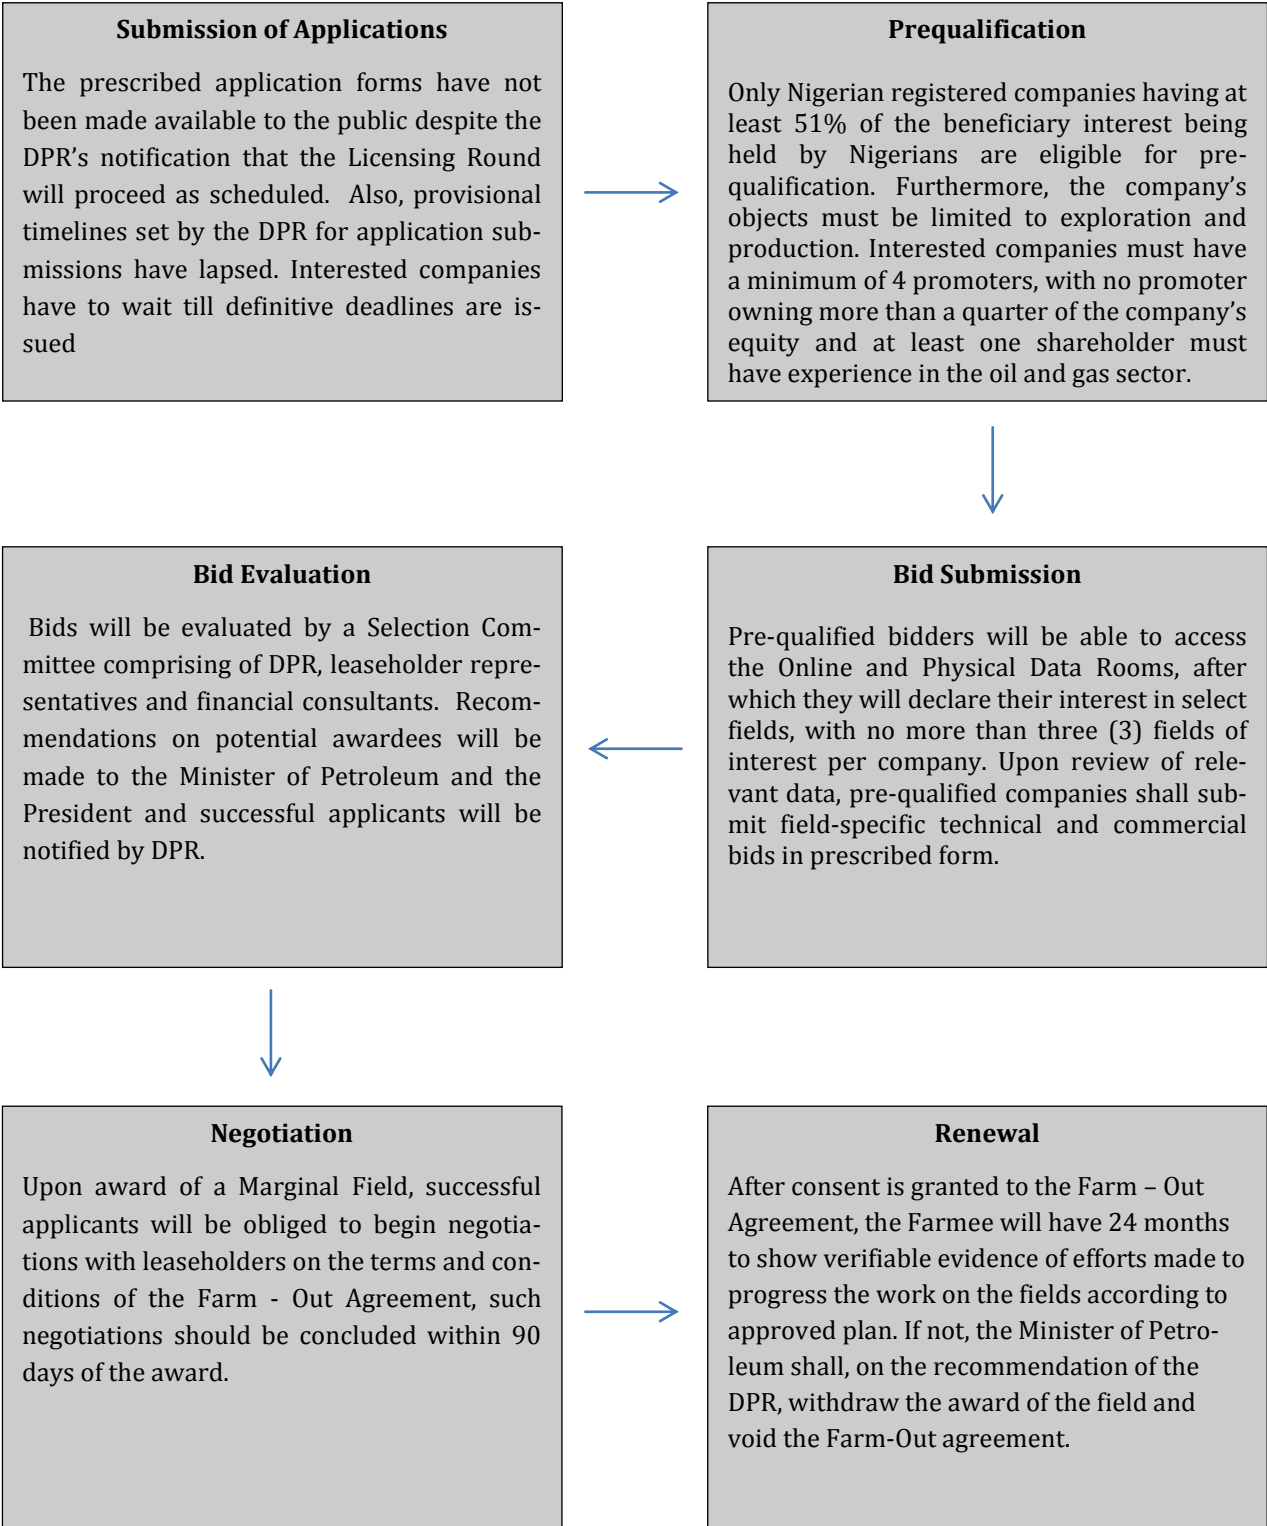 Submission of Applications
The prescribed application forms have not
been made available to the public despite the
DPR’s notification that the Licensing Round
will proceed as scheduled. Also, provisional
timelines set by the DPR for application sub-
missions have lapsed. Interested companies
have to wait till definitive deadlines are is-
sued
Prequalification
Only Nigerian registered companies having at
least 51% of the beneficiary interest being
held by Nigerians are eligible for pre-
qualification. Furthermore, the company’s
objects must be limited to exploration and
production. Interested companies must have
a minimum of 4 promoters, with no promoter
owning more than a quarter of the company’s
equity and at least one shareholder must
have experience in the oil and gas sector.
Bid Submission
Pre-qualified bidders will be able to access
the Online and Physical Data Rooms, after
which they will declare their interest in select
fields, with no more than three (3) fields of
interest per company. Upon review of rele-
vant data, pre-qualified companies shall sub-
mit field-specific technical and commercial
bids in prescribed form.
Bid Evaluation
Bids will be evaluated by a Selection Com-
mittee comprising of DPR, leaseholder repre-
sentatives and financial consultants. Recom-
mendations on potential awardees will be
made to the Minister of Petroleum and the
President and successful applicants will be
notified by DPR.
Negotiation
Upon award of a Marginal Field, successful
applicants will be obliged to begin negotia-
tions with leaseholders on the terms and con-
ditions of the Farm - Out Agreement, such
negotiations should be concluded within 90
days of the award.
Renewal
After consent is granted to the Farm – Out
Agreement, the Farmee will have 24 months
to show verifiable evidence of efforts made to
progress the work on the fields according to
approved plan. If not, the Minister of Petro-
leum shall, on the recommendation of the
DPR, withdraw the award of the field and
void the Farm-Out agreement.